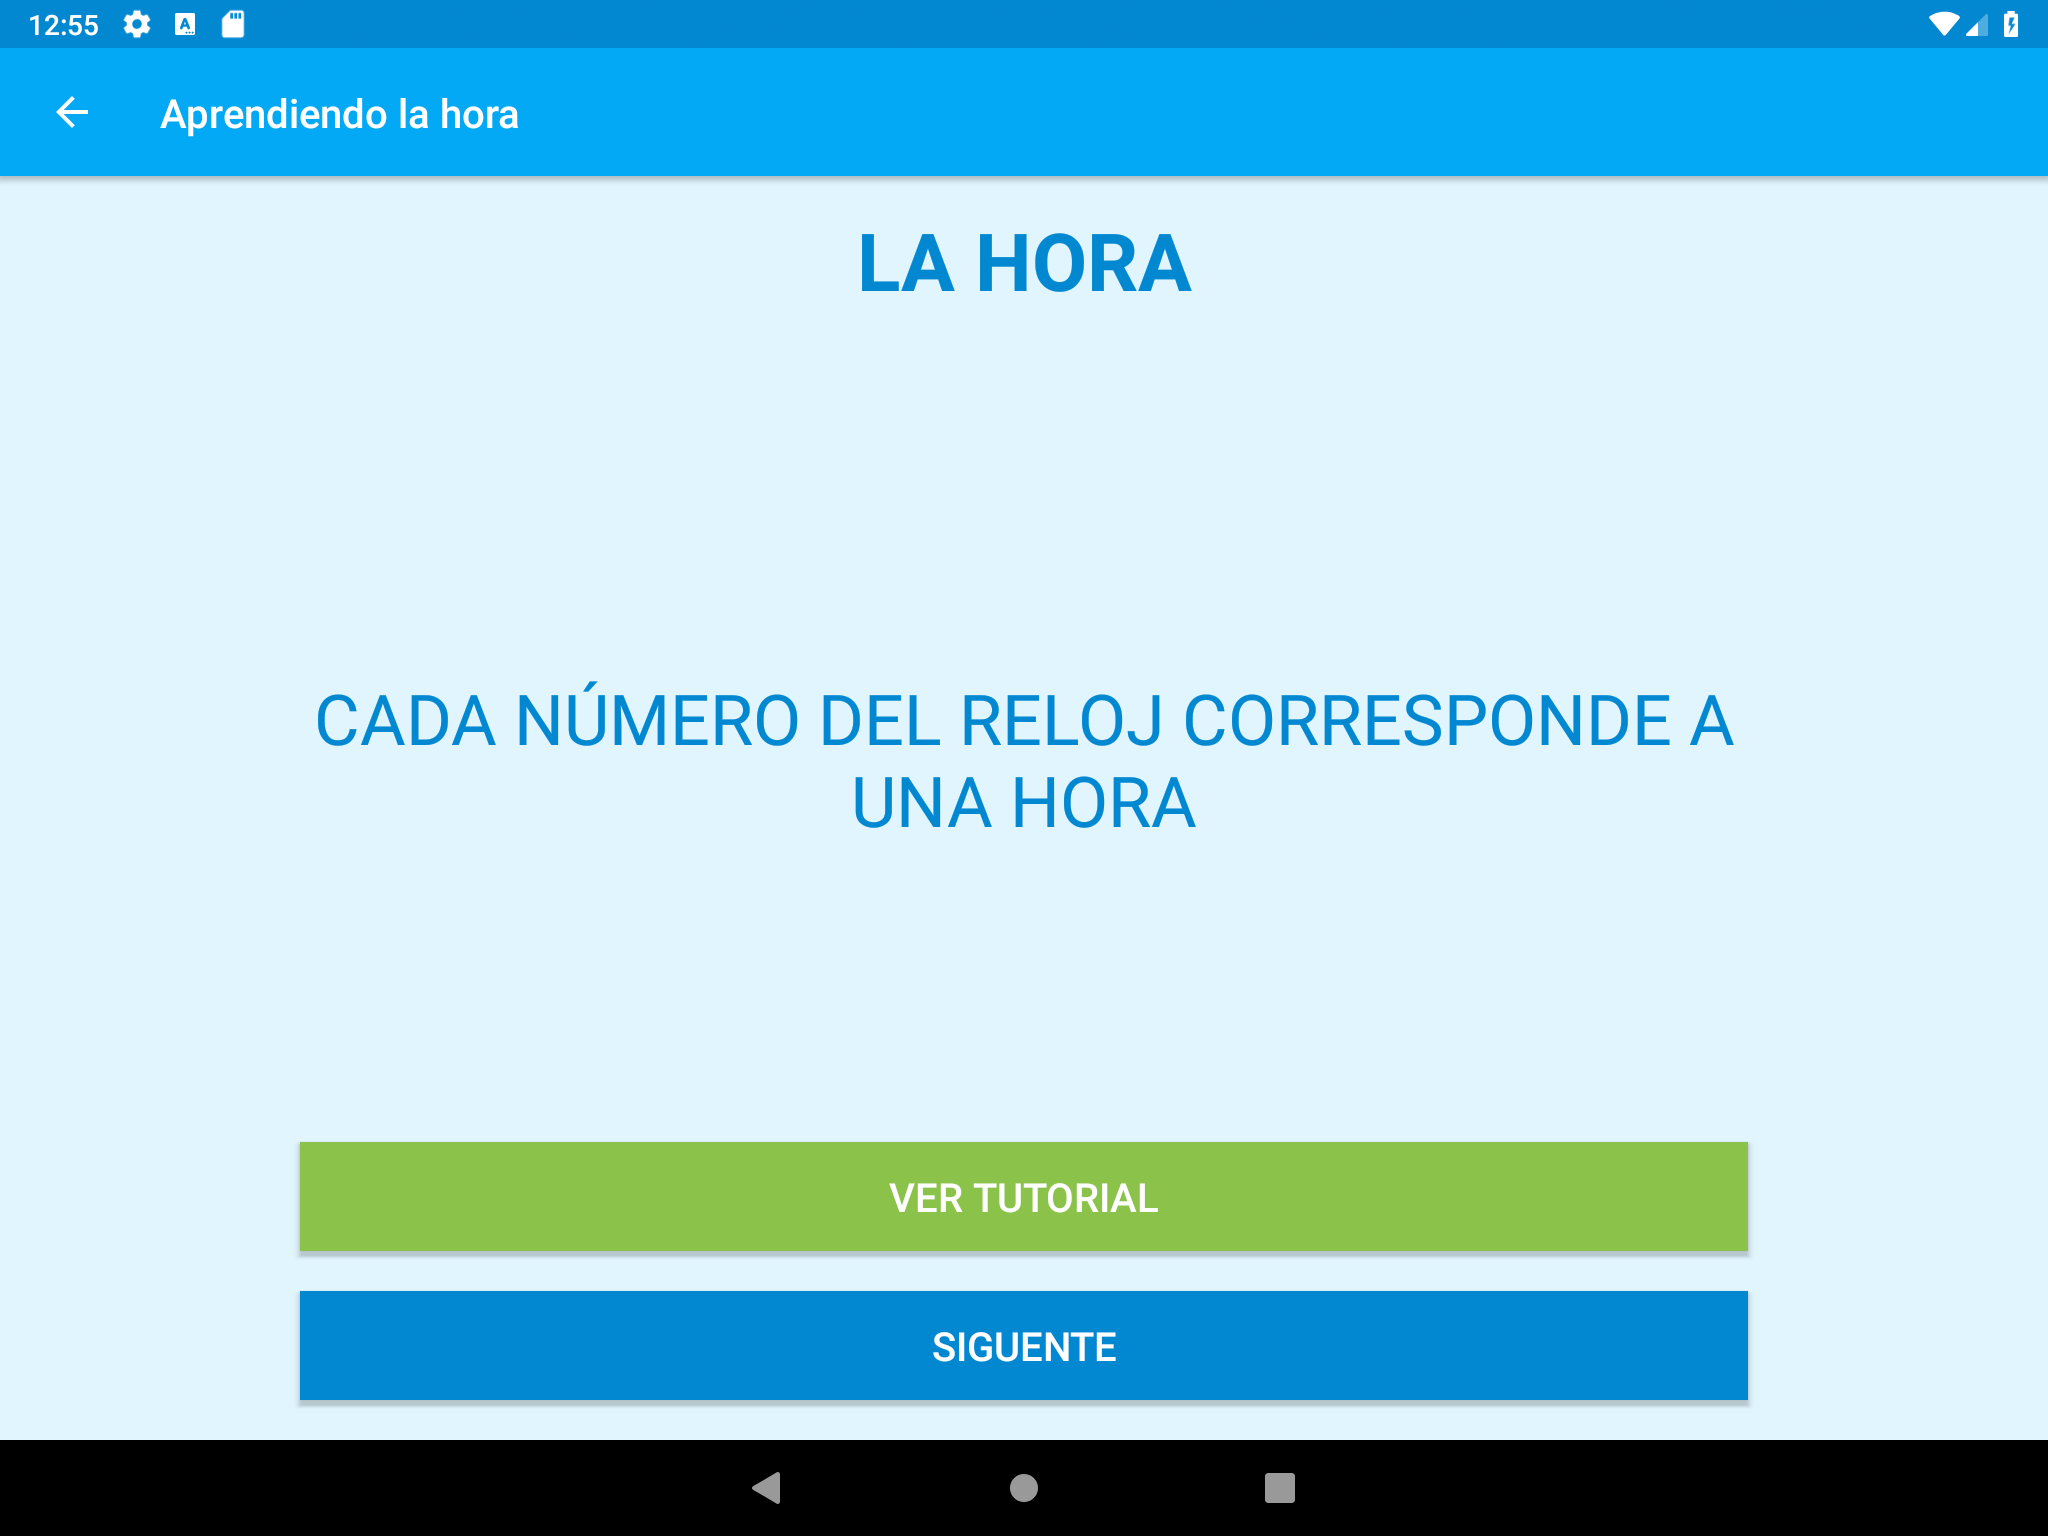 12:55
Aprendiendo la hora
LA HORA
CADA NÚMERO DEL RELOJ CORRESPONDE A
UNA HORA
VER TUTORIAL
SIGUENTE